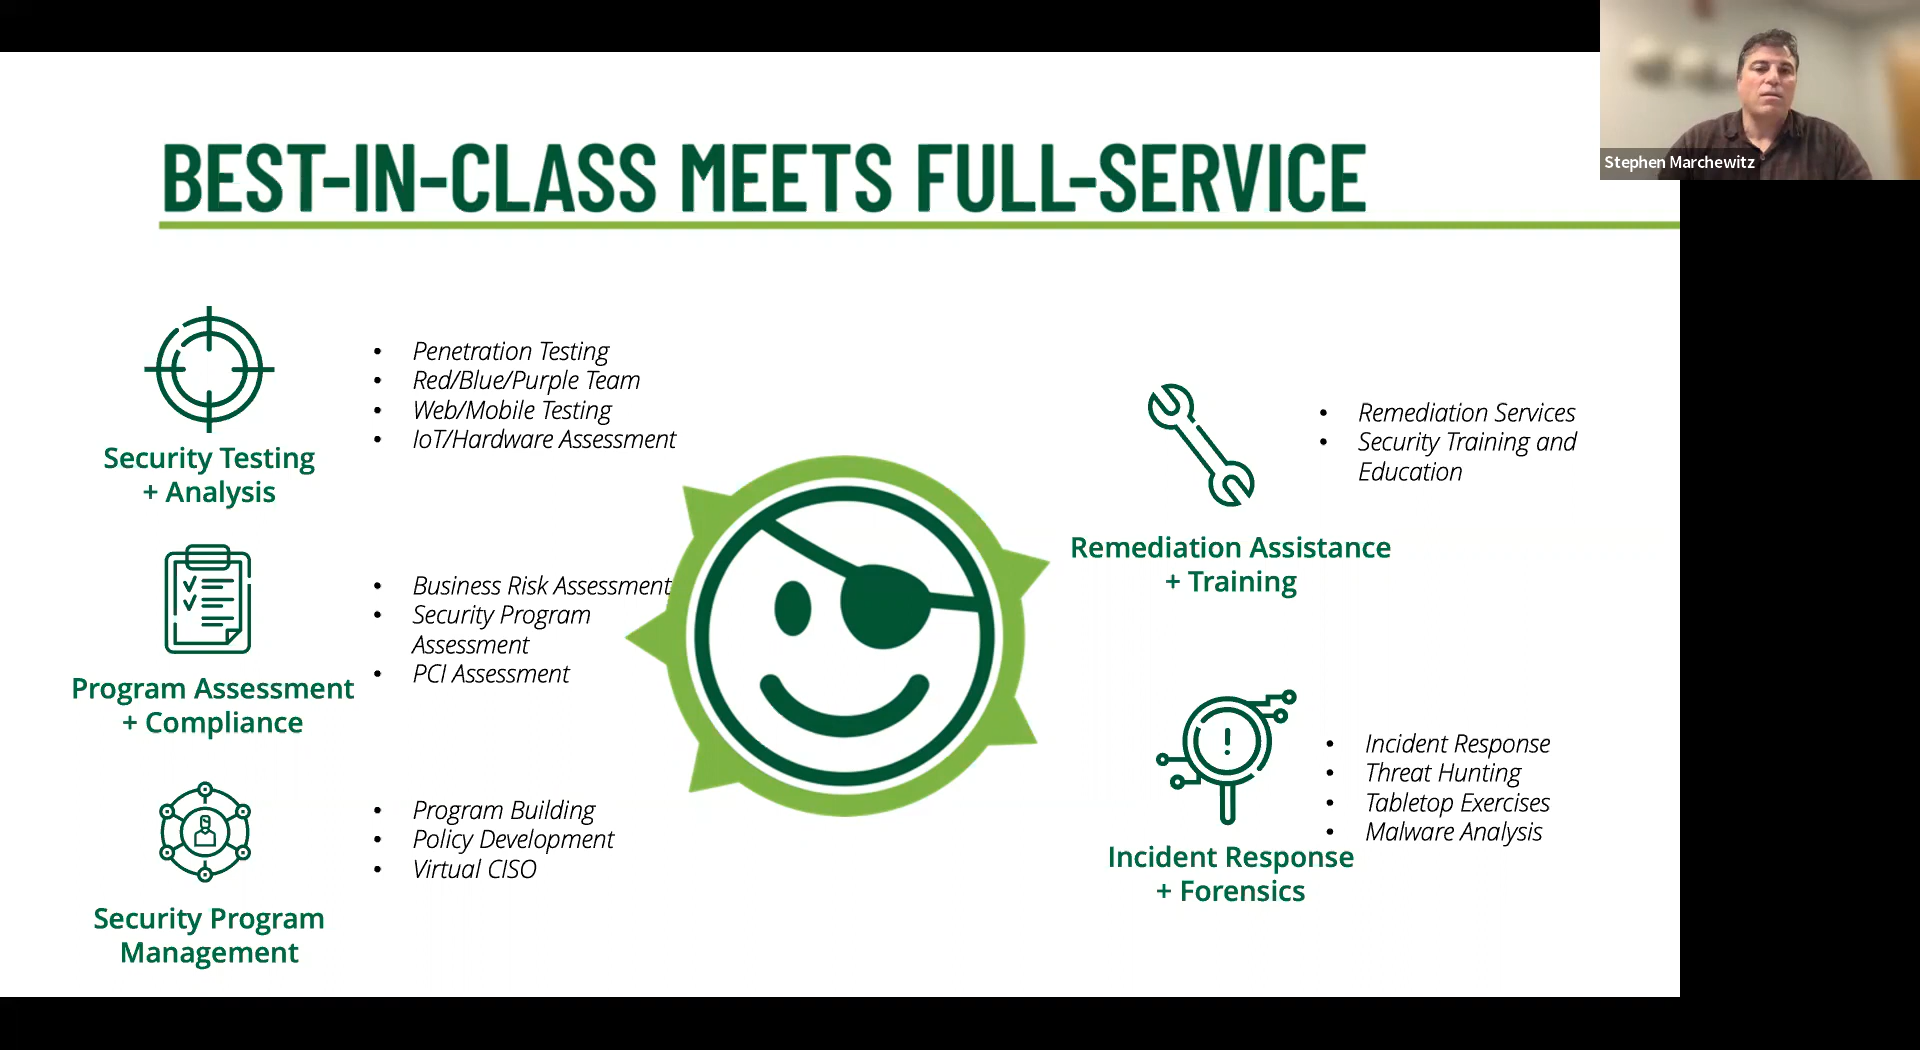 BEST-IN-CLASS MEETS FULL-SERVICE
Stephen Marchewitz
Security Testing
+ Analysis
• Penetration Testing
• Red/Blue/Purple Team
• Web/Mobile Testing
• IoT/Hardware Assessment
Program Assessment
+ Compliance
• Business Risk Assessment
• Security Program
Assessment
• PCI Assessment
Security Program
Management
• Program Building
• Policy Development
• Virtual CISO
Remediation Assistance
+ Training
• Remediation Services
• Security Training and
Education
Incident Response
+ Forensics
• Incident Response
• Threat Hunting
• Tabletop Exercises
• Malware Analysis